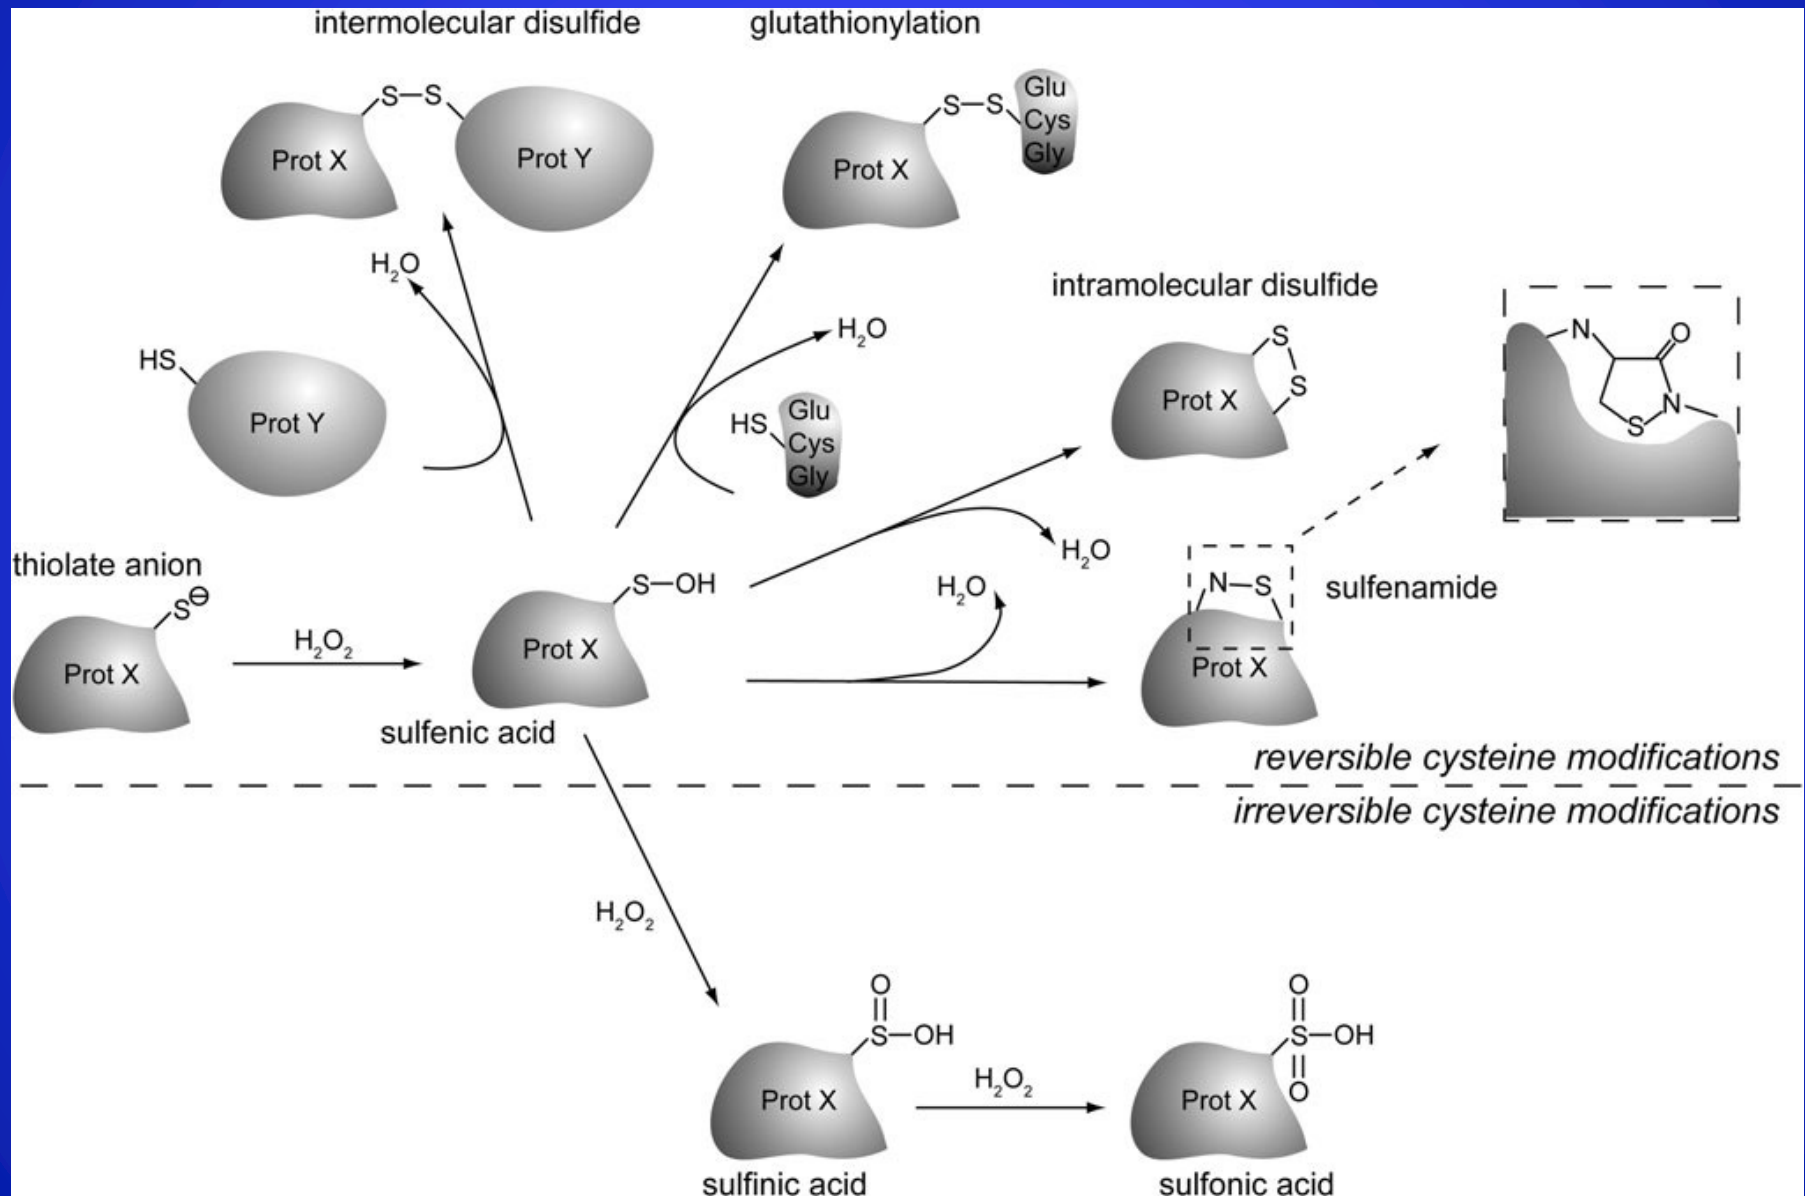 intermolecular disulfide
glutathionylation
S—S
Prot X
Prot Y
S—S
Glu
Cys
Gly
Prot X
H₂O
HS
Prot Y
H₂O
HS
Glu
Cys
Gly
intramolecular disulfide
S
S
Prot X
N
O
N
S
H₂O
thiolate anion
S⊖
Prot X
H₂O₂
S—OH
Prot X
sulfenic acid
H₂O
N—S
sulfenamide
Prot X
reversible cysteine modifications
irreversible cysteine modifications
H₂O₂
O
S—OH
Prot X
sulfinic acid
H₂O₂
O
S—OH
O
Prot X
sulfonic acid